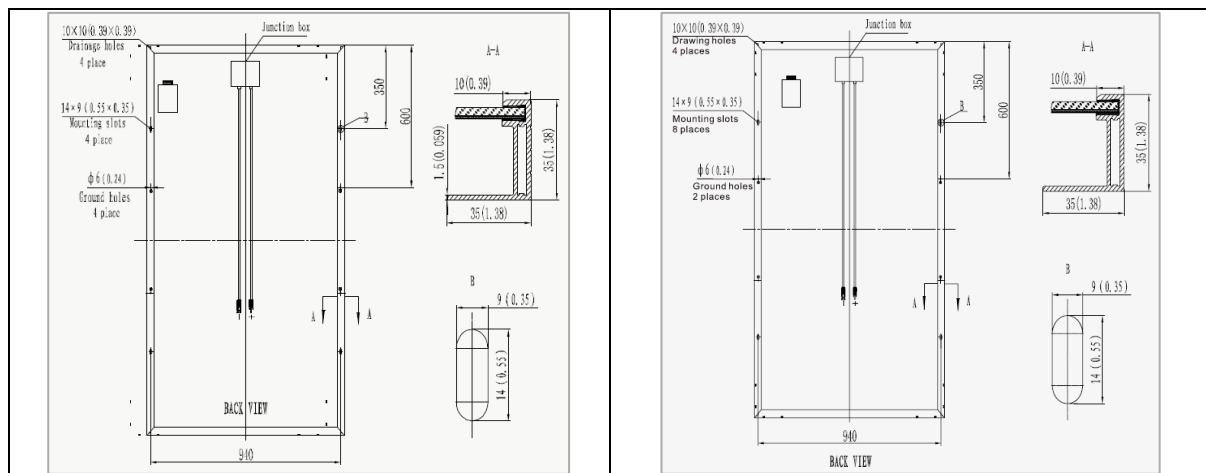 10×10(0.39×0.39)
Drainage holes
4 place
Junction box
A-A
10(0.39)
350
600
14×9 (0.55×0.35)
Mounting slots
4 place
B
1.5(0.059)
35(1.38)
35(1.38)
ϕ6(0.24)
Ground holes
4 place
B
9 (0.35)
A
A
14(0.55)
BACK VIEW
940
10×10(0.39×0.39)
Drawing holes
4 places
Junction box
A-A
10(0.39)
350
600
14×9 (0.55×0.35)
Mounting slots
8 places
B
35(1.38)
35(1.38)
ϕ6(0.24)
Ground holes
2 places
B
9 (0.35)
A
A
14(0.55)
940
BACK VIEW